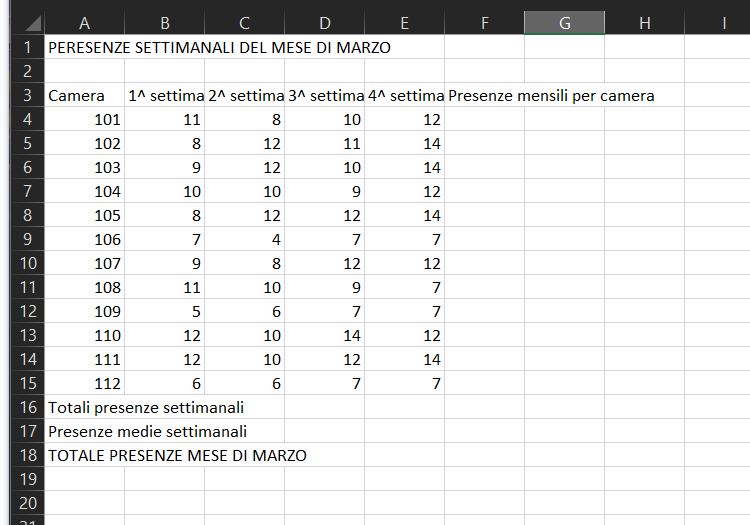 A B C D E F G H I
1 PERESENZE SETTIMANALI DEL MESE DI MARZO
2
3 Camera 1^ settima 2^ settima 3^ settima 4^ settima Presenze mensili per camera
4 101 11 8 10 12
5 102 8 12 11 14
6 103 9 12 10 14
7 104 10 10 9 12
8 105 8 12 12 14
9 106 7 4 7 7
10 107 9 8 12 12
11 108 11 10 9 7
12 109 5 6 7 7
13 110 12 10 14 12
14 111 12 10 12 14
15 112 6 6 7 7
16 Totali presenze settimanali
17 Presenze medie settimanali
18 TOTALE PRESENZE MESE DI MARZO
19
20
21